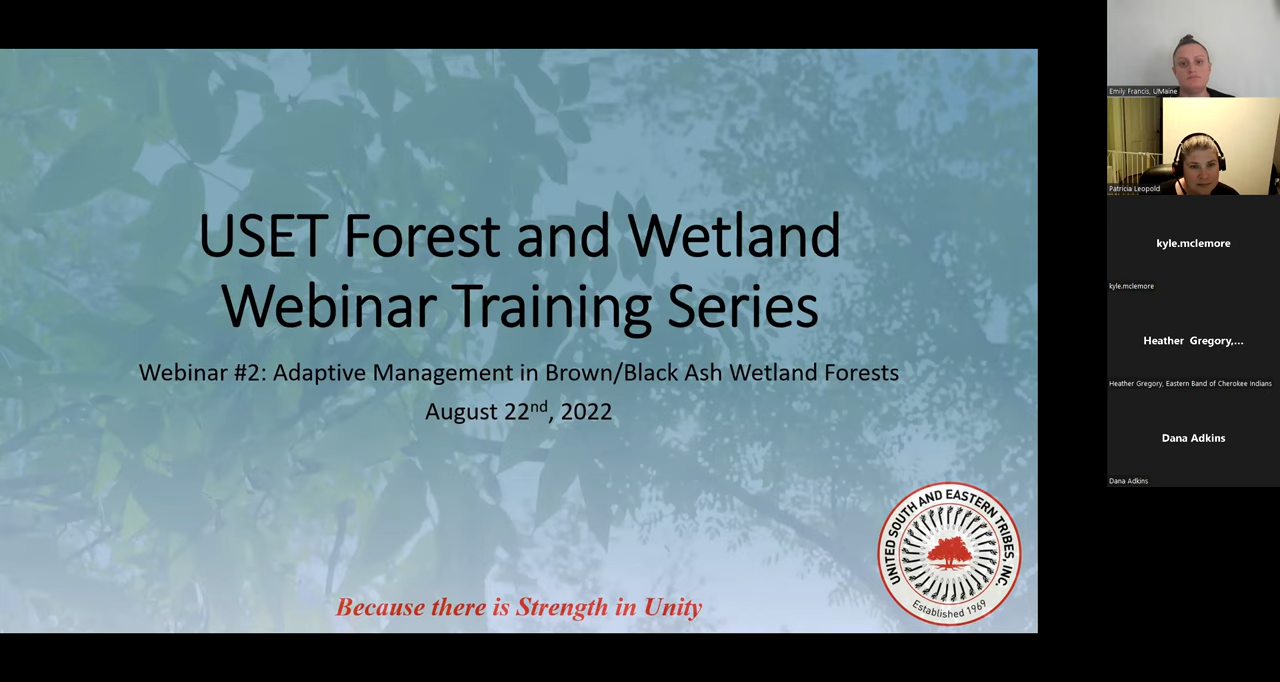 USET Forest and Wetland
Webinar Training Series
Webinar #2: Adaptive Management in Brown/Black Ash Wetland Forests
August 22nd, 2022
Because there is Strength in Unity
UNITED SOUTH AND EASTERN TRIBES, INC.
Established 1969
Emily Francis, UMaine
Patricia Leopold
kyle.mclemore
kyle.mclemore
Heather Gregory,...
Heather Gregory, Eastern Band of Cherokee Indians
Dana Adkins
Dana Adkins